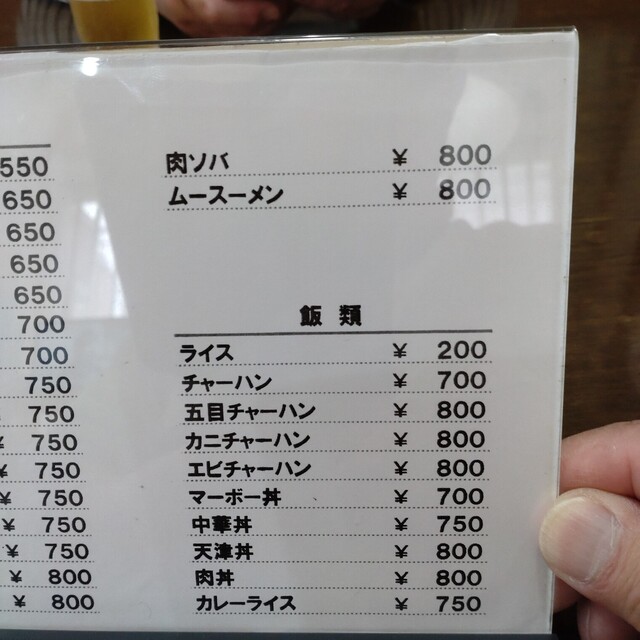 550
650
650
650
650
700
700
750
750
¥ 750
¥ 750
¥ 750
¥ 750
¥ 750
¥ 800
¥ 800
肉ソバ ¥ 800
ムースーメン ¥ 800
飯類
ライス ¥ 200
チャーハン ¥ 700
五目チャーハン ¥ 800
カニチャーハン ¥ 800
エビチャーハン ¥ 800
マーボー丼 ¥ 700
中華丼 ¥ 750
天津丼 ¥ 800
肉丼 ¥ 800
カレーライス ¥ 750